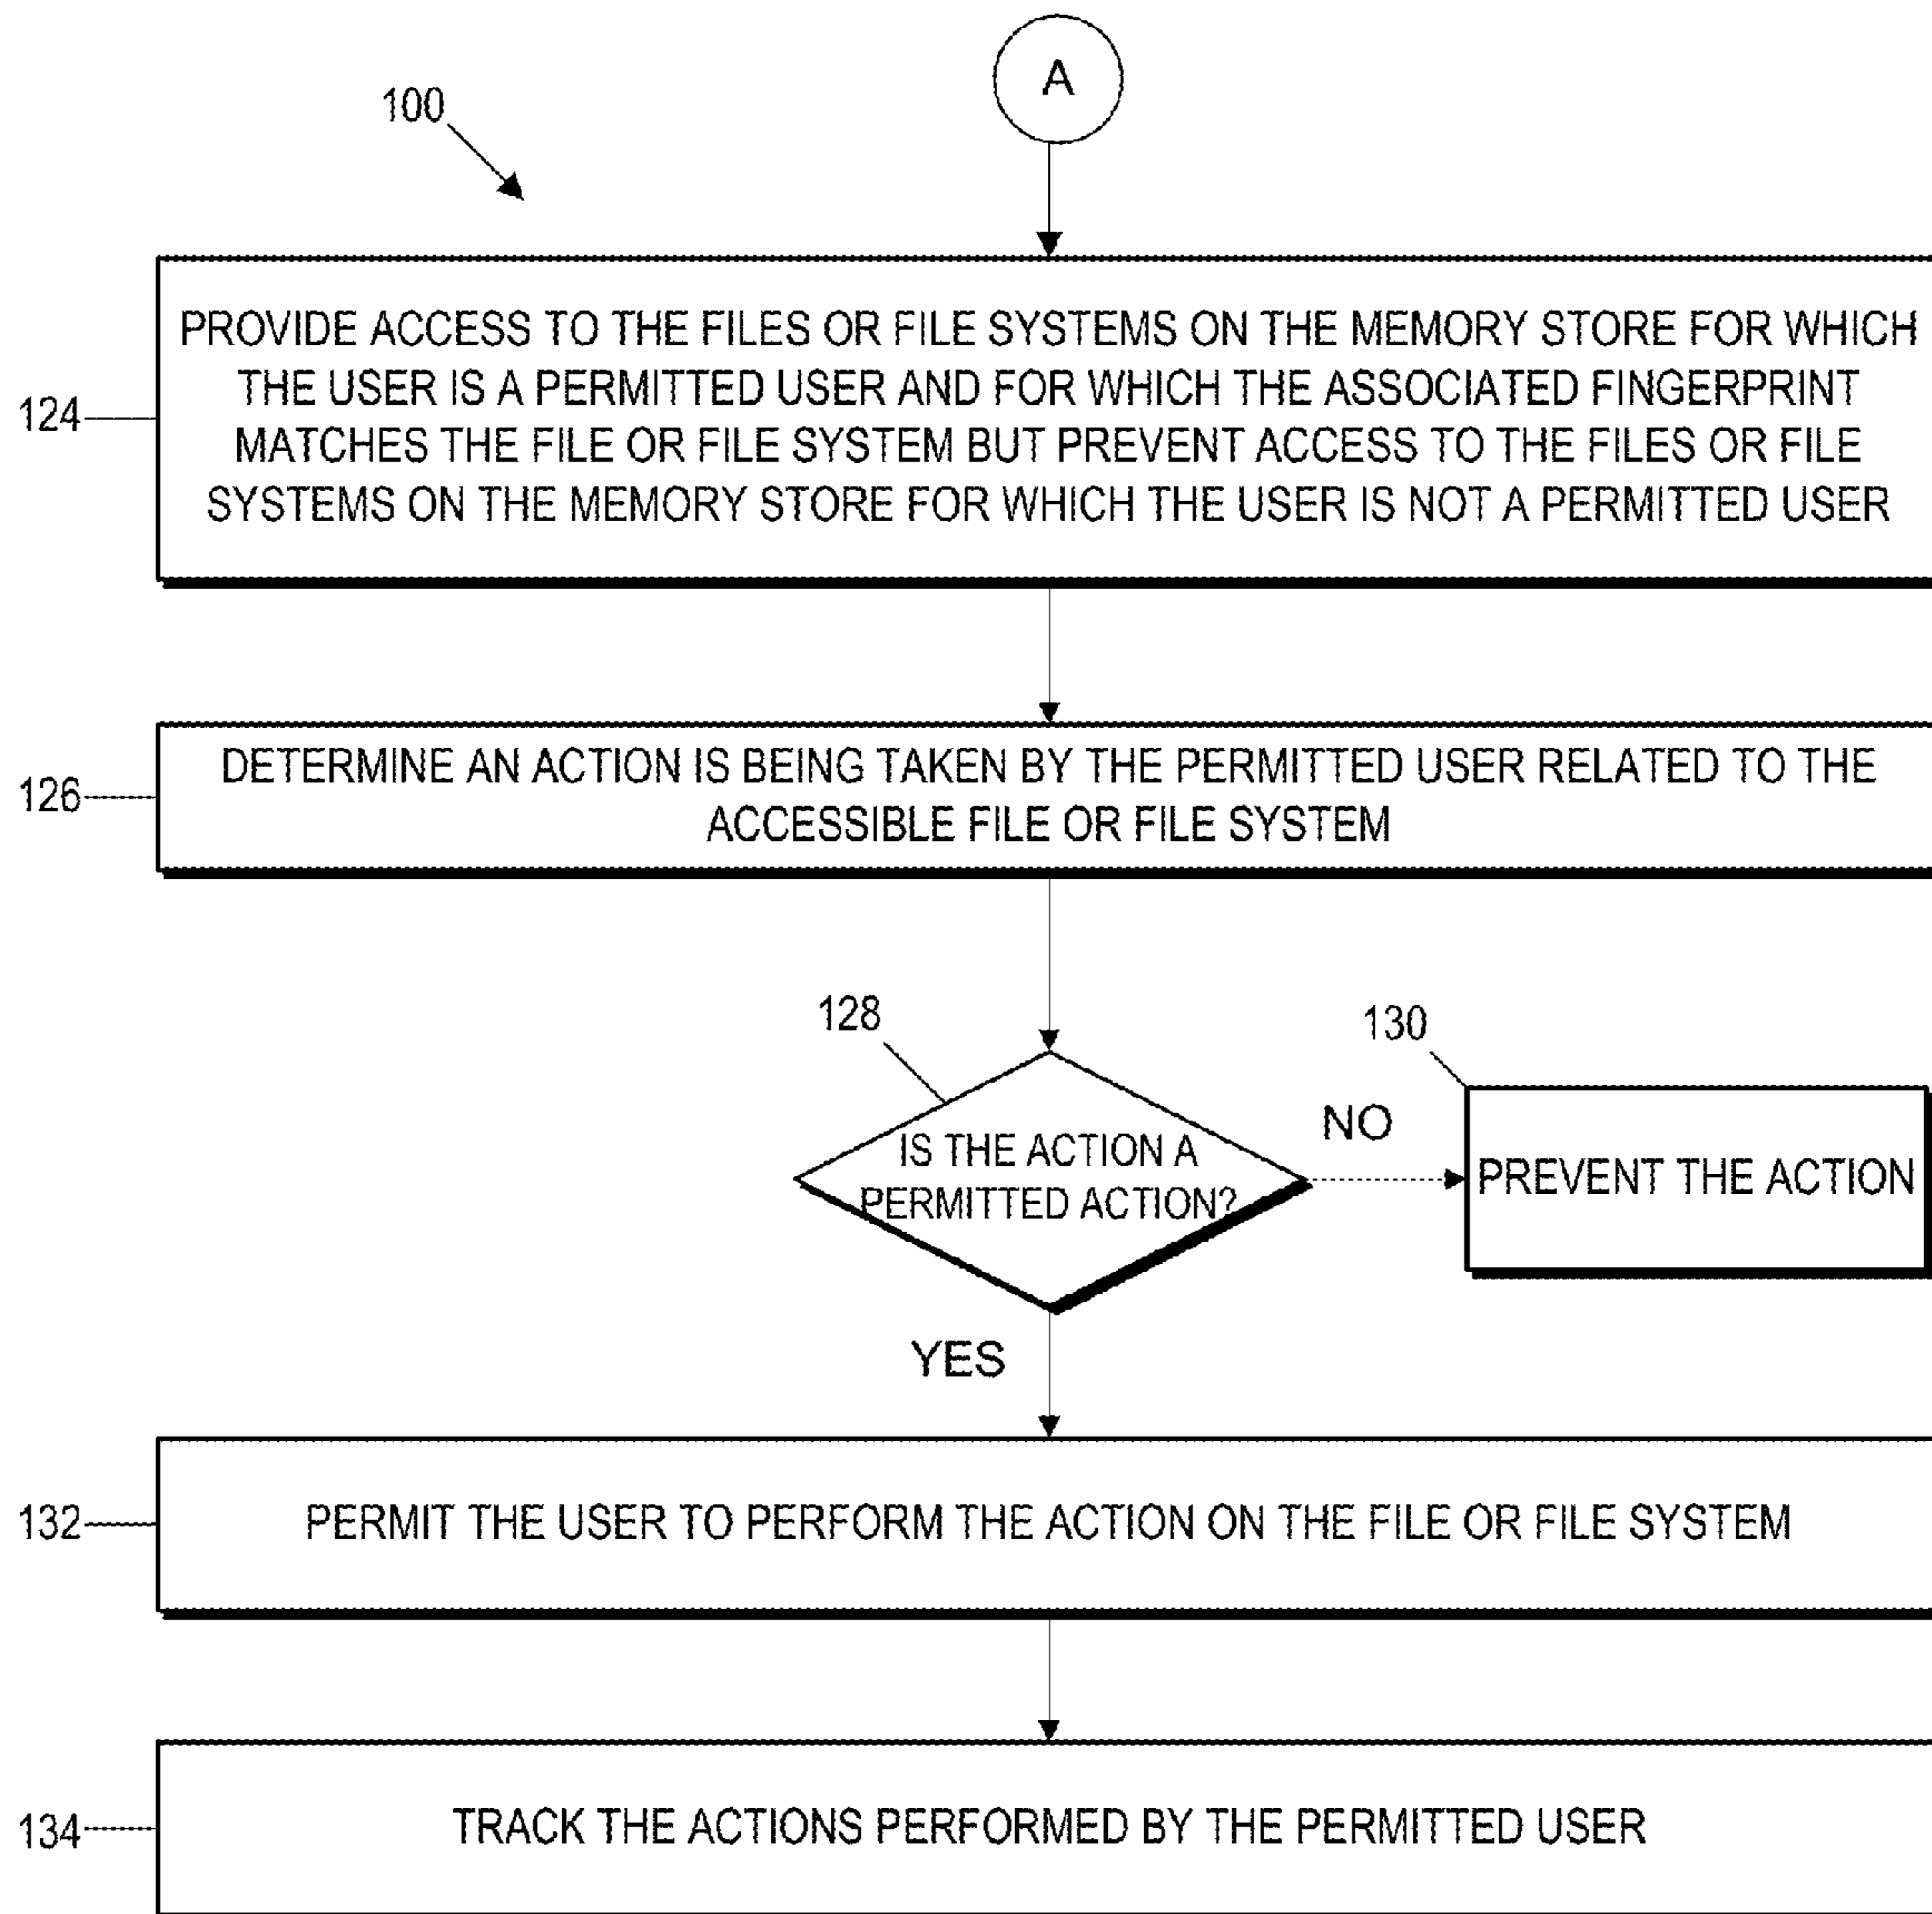 A
100
PROVIDE ACCESS TO THE FILES OR FILE SYSTEMS ON THE MEMORY STORE FOR WHICH
THE USER IS A PERMITTED USER AND FOR WHICH THE ASSOCIATED FINGERPRINT
MATCHES THE FILE OR FILE SYSTEM BUT PREVENT ACCESS TO THE FILES OR FILE
SYSTEMS ON THE MEMORY STORE FOR WHICH THE USER IS NOT A PERMITTED USER
124
DETERMINE AN ACTION IS BEING TAKEN BY THE PERMITTED USER RELATED TO THE
ACCESSIBLE FILE OR FILE SYSTEM
126
128
IS THE ACTION A
PERMITTED ACTION?
NO
130
PREVENT THE ACTION
YES
132
PERMIT THE USER TO PERFORM THE ACTION ON THE FILE OR FILE SYSTEM
134
TRACK THE ACTIONS PERFORMED BY THE PERMITTED USER